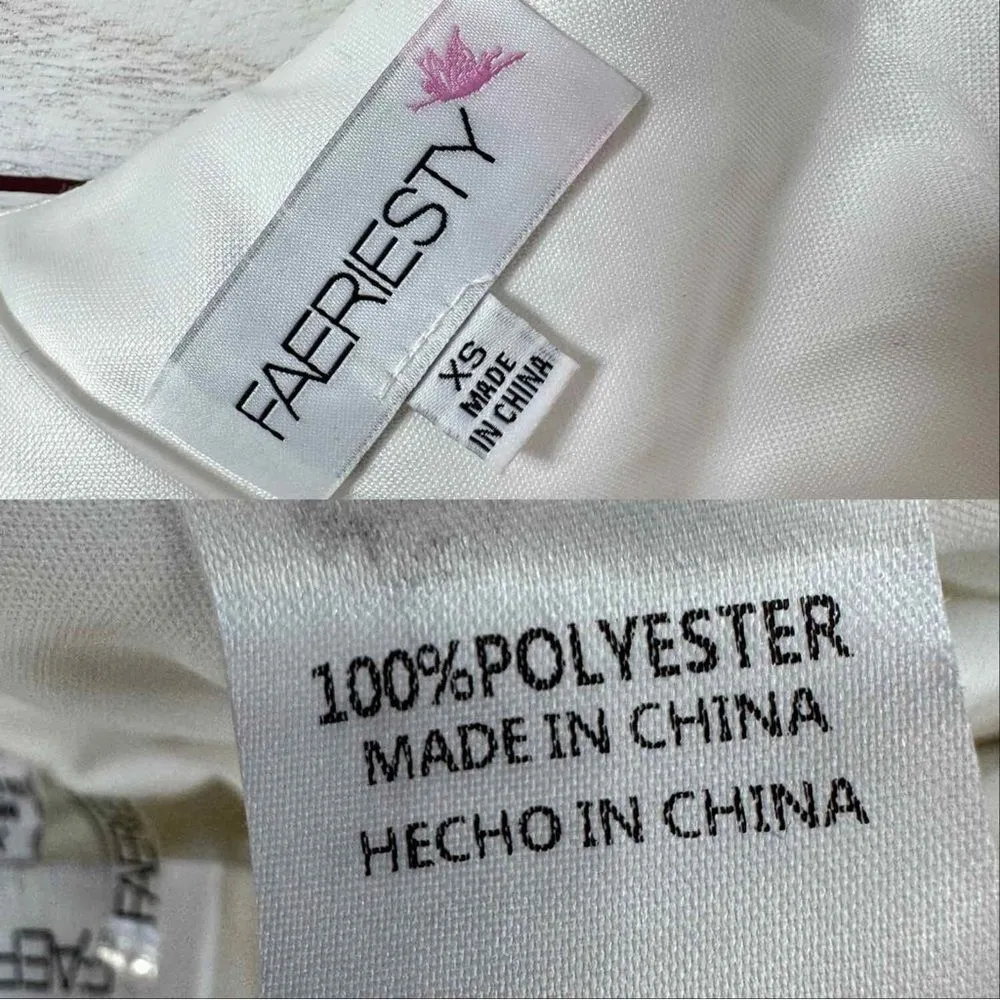 FAERIESTY
XS
MADE
IN CHINA
100%POLYESTER
MADE IN CHINA
HECHO IN CHINA